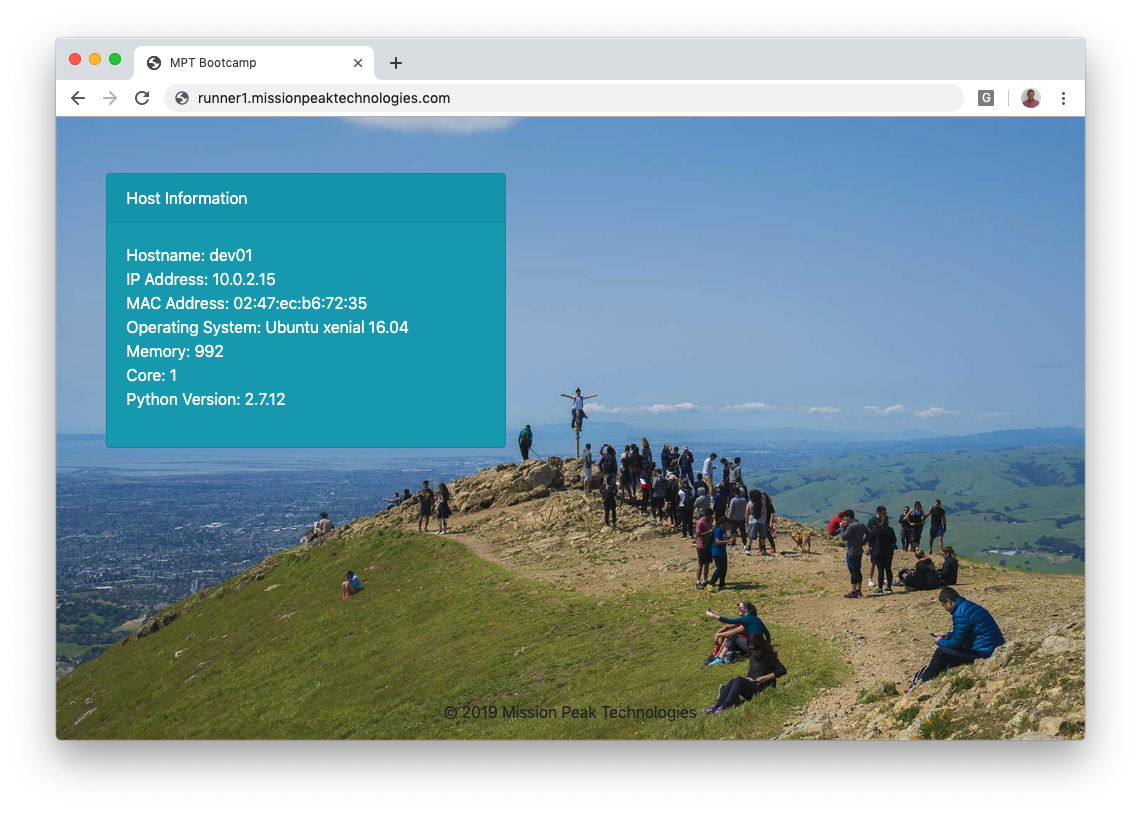 MPT Bootcamp
runner1.missionpeaktechnologies.com
G
Host Information
Hostname: dev01
IP Address: 10.0.2.15
MAC Address: 02:47:ec:b6:72:35
Operating System: Ubuntu xenial 16.04
Memory: 992
Core: 1
Python Version: 2.7.12
© 2019 Mission Peak Technologies